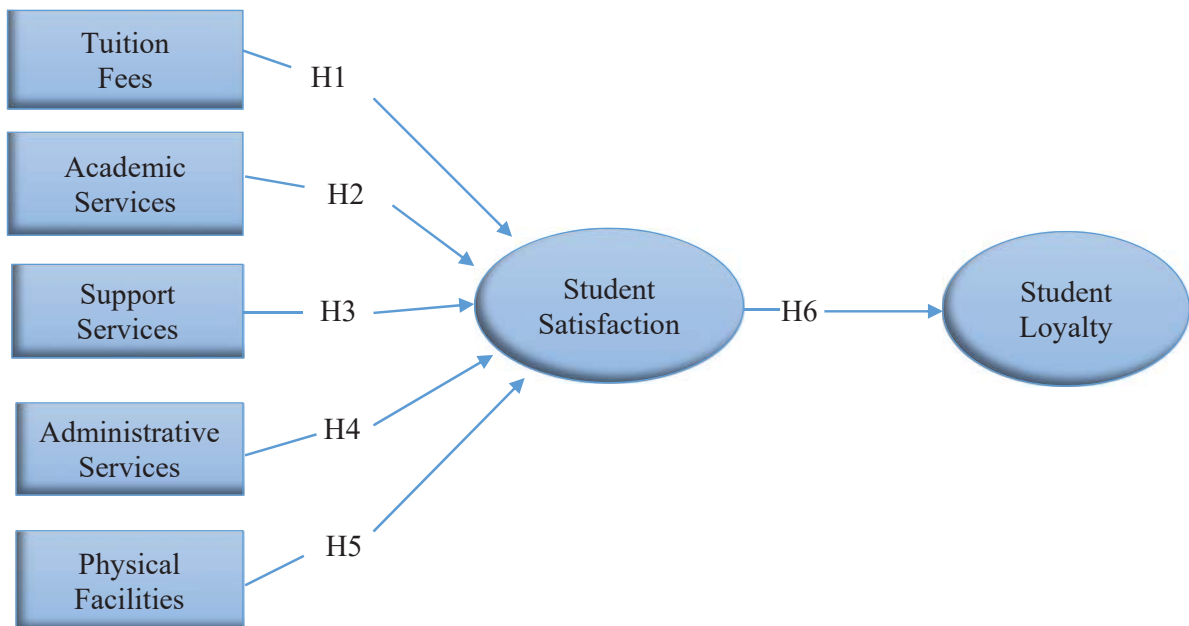 Tuition
Fees
H1
Academic
Services
H2
Support
Services
H3
Administrative
Services
H4
Physical
Facilities
H5
Student
Satisfaction
H6
Student
Loyalty